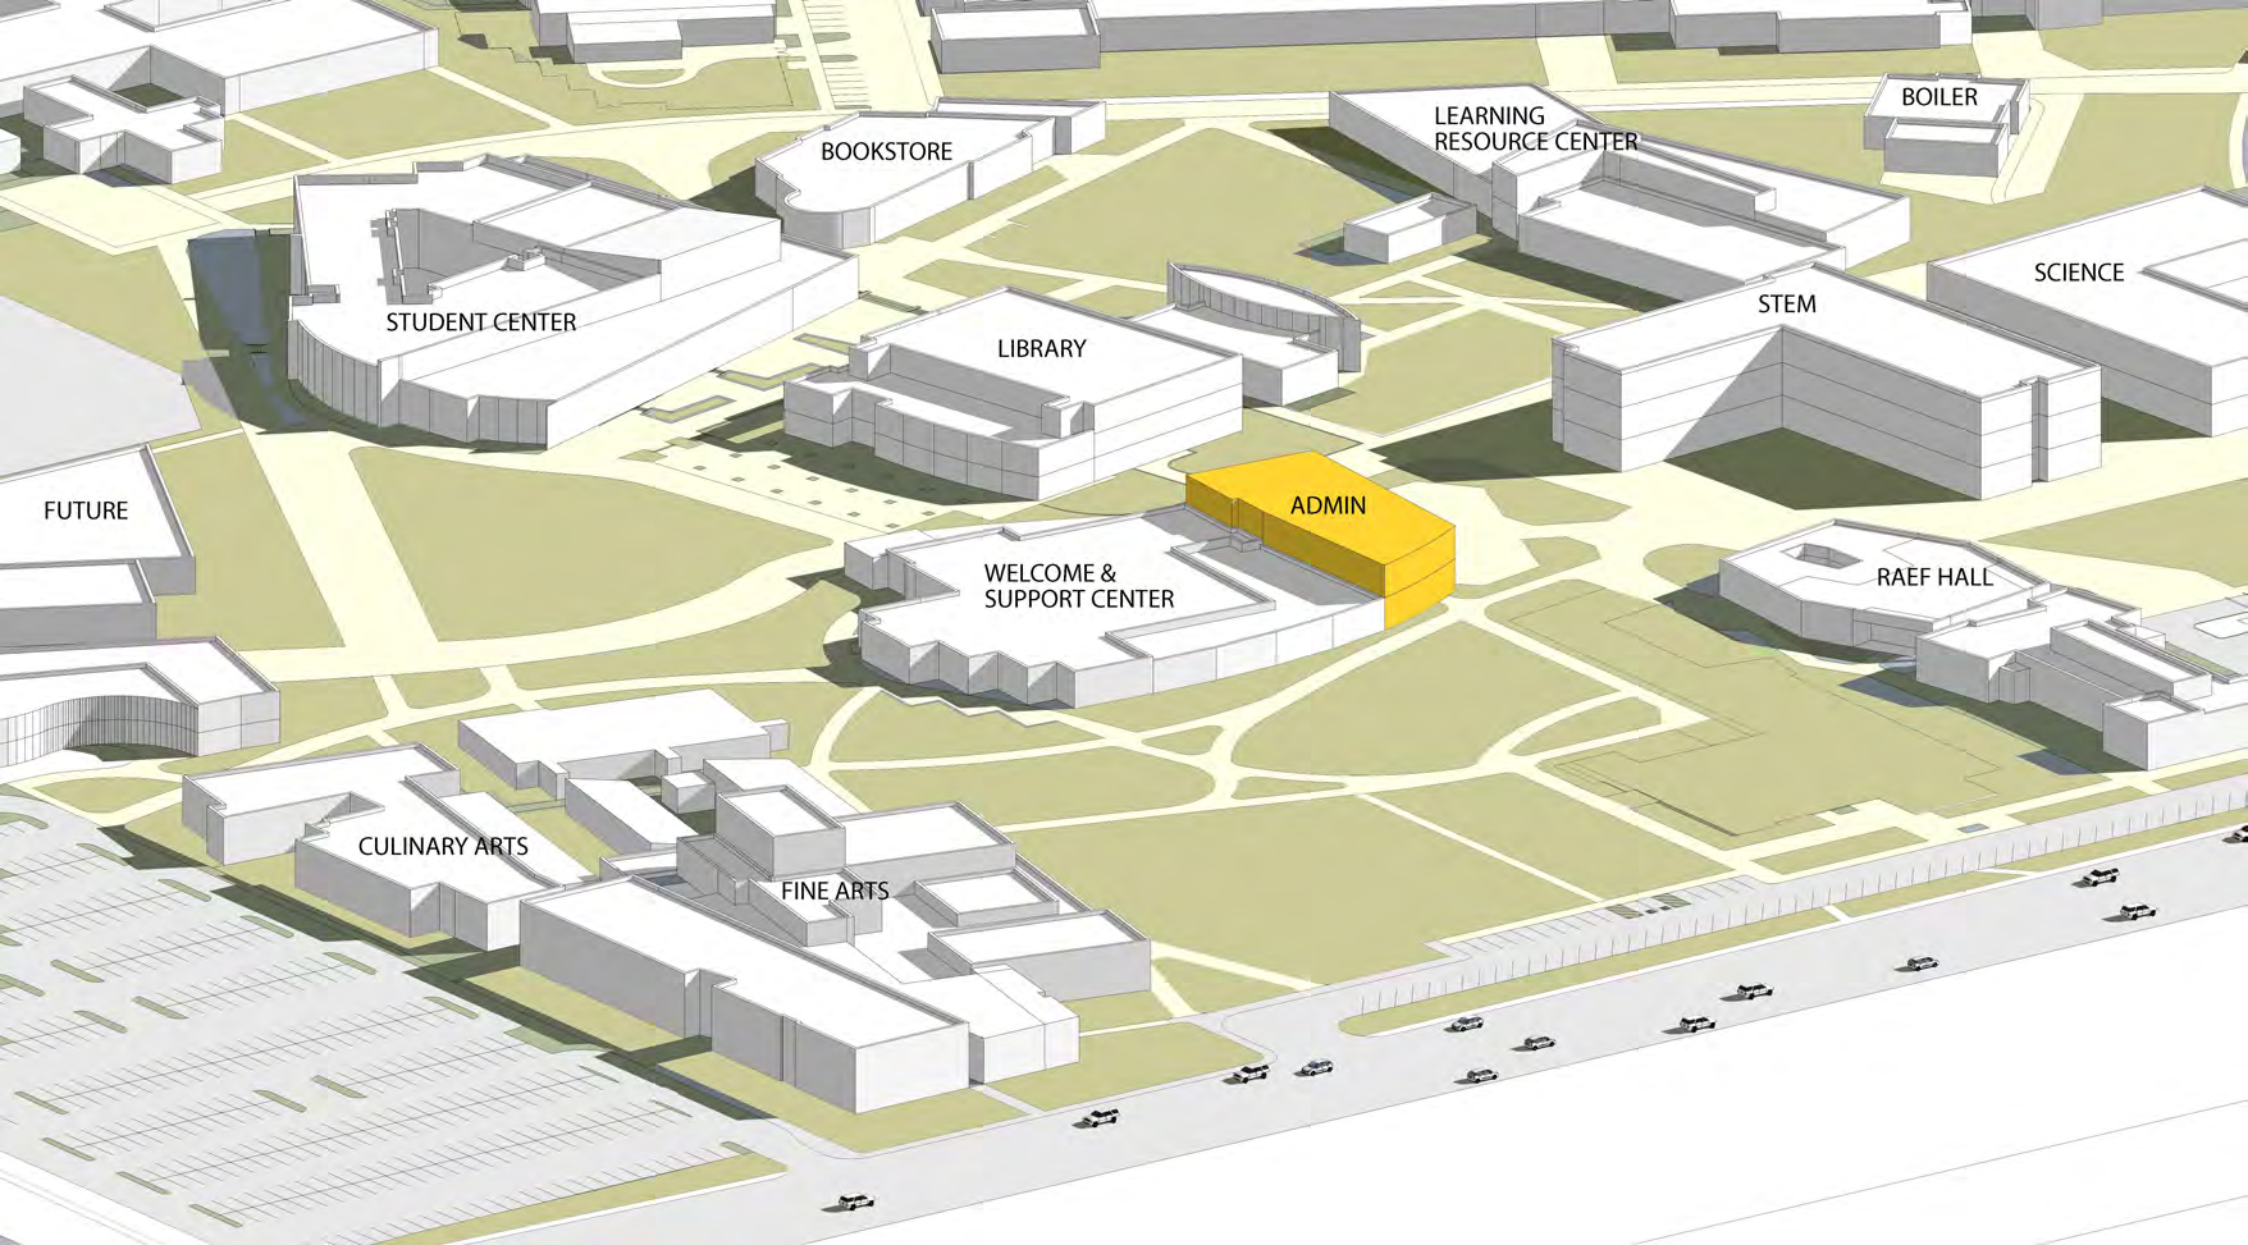 BOILER
LEARNING
RESOURCE CENTER
BOOKSTORE
SCIENCE
STEM
STUDENT CENTER
LIBRARY
ADMIN
FUTURE
WELCOME &
SUPPORT CENTER
RAEF HALL
CULINARY ARTS
FINE ARTS